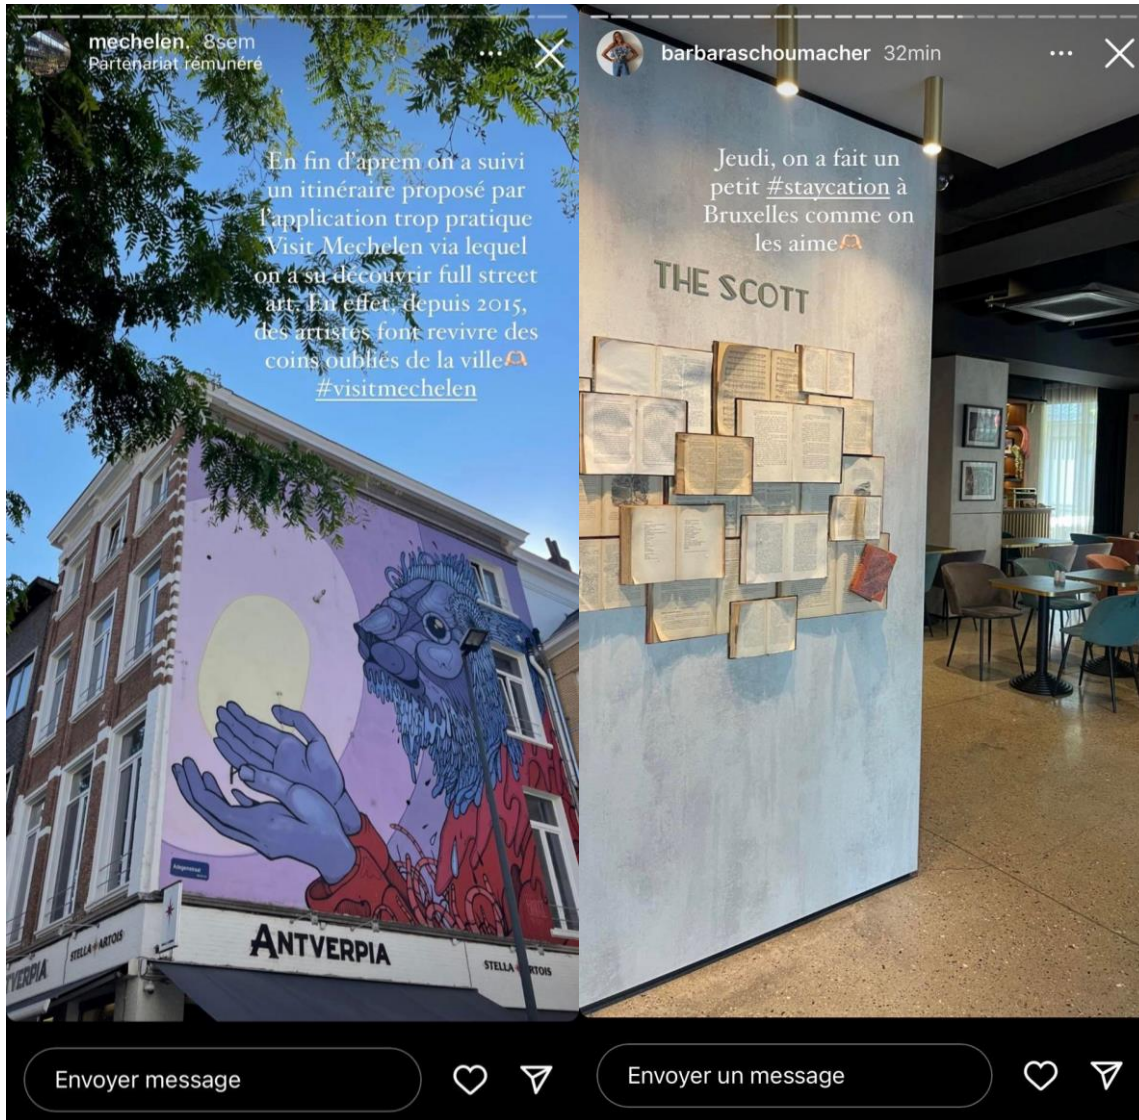 mechelen. 8sem
Partenariat rémunéré
En fin d'aprem on a suivi
un itinéraire proposé par
l'application trop pratique
Visit Mechelen via lequel
on a su découvrir full street
art. En effet, depuis 2015,
des artistes font revivre des
coins oubliés de la ville
#visitmechelen
ANTVERPIA
TVERPIA
STELLA ARTOIS
STELLA ARTOIS
Envoyer message
barbaraschoumacher 32min
Jeudi, on a fait un
petit #staycation à
Bruxelles comme on
les aime
THE SCOTT
Envoyer un message